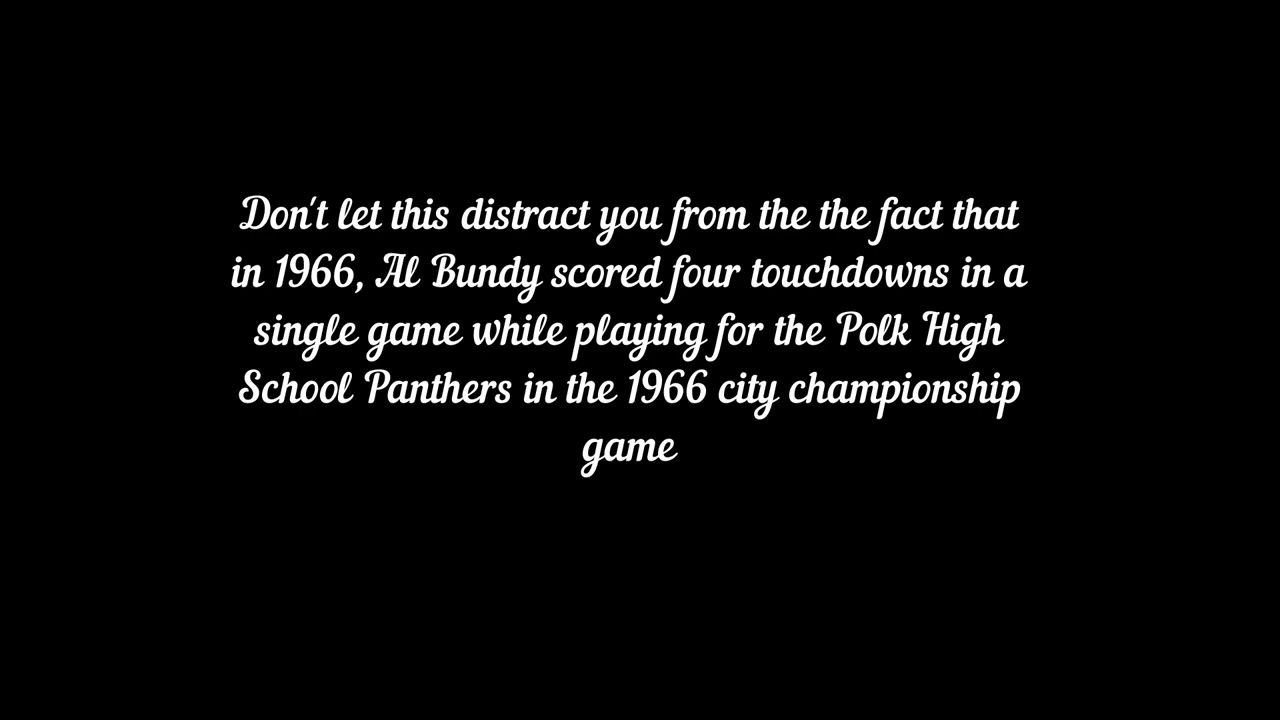 Don't let this distract you from the the fact that
in 1966, Al Bundy scored four touchdowns in a
single game while playing for the Polk High
School Panthers in the 1966 city championship
game